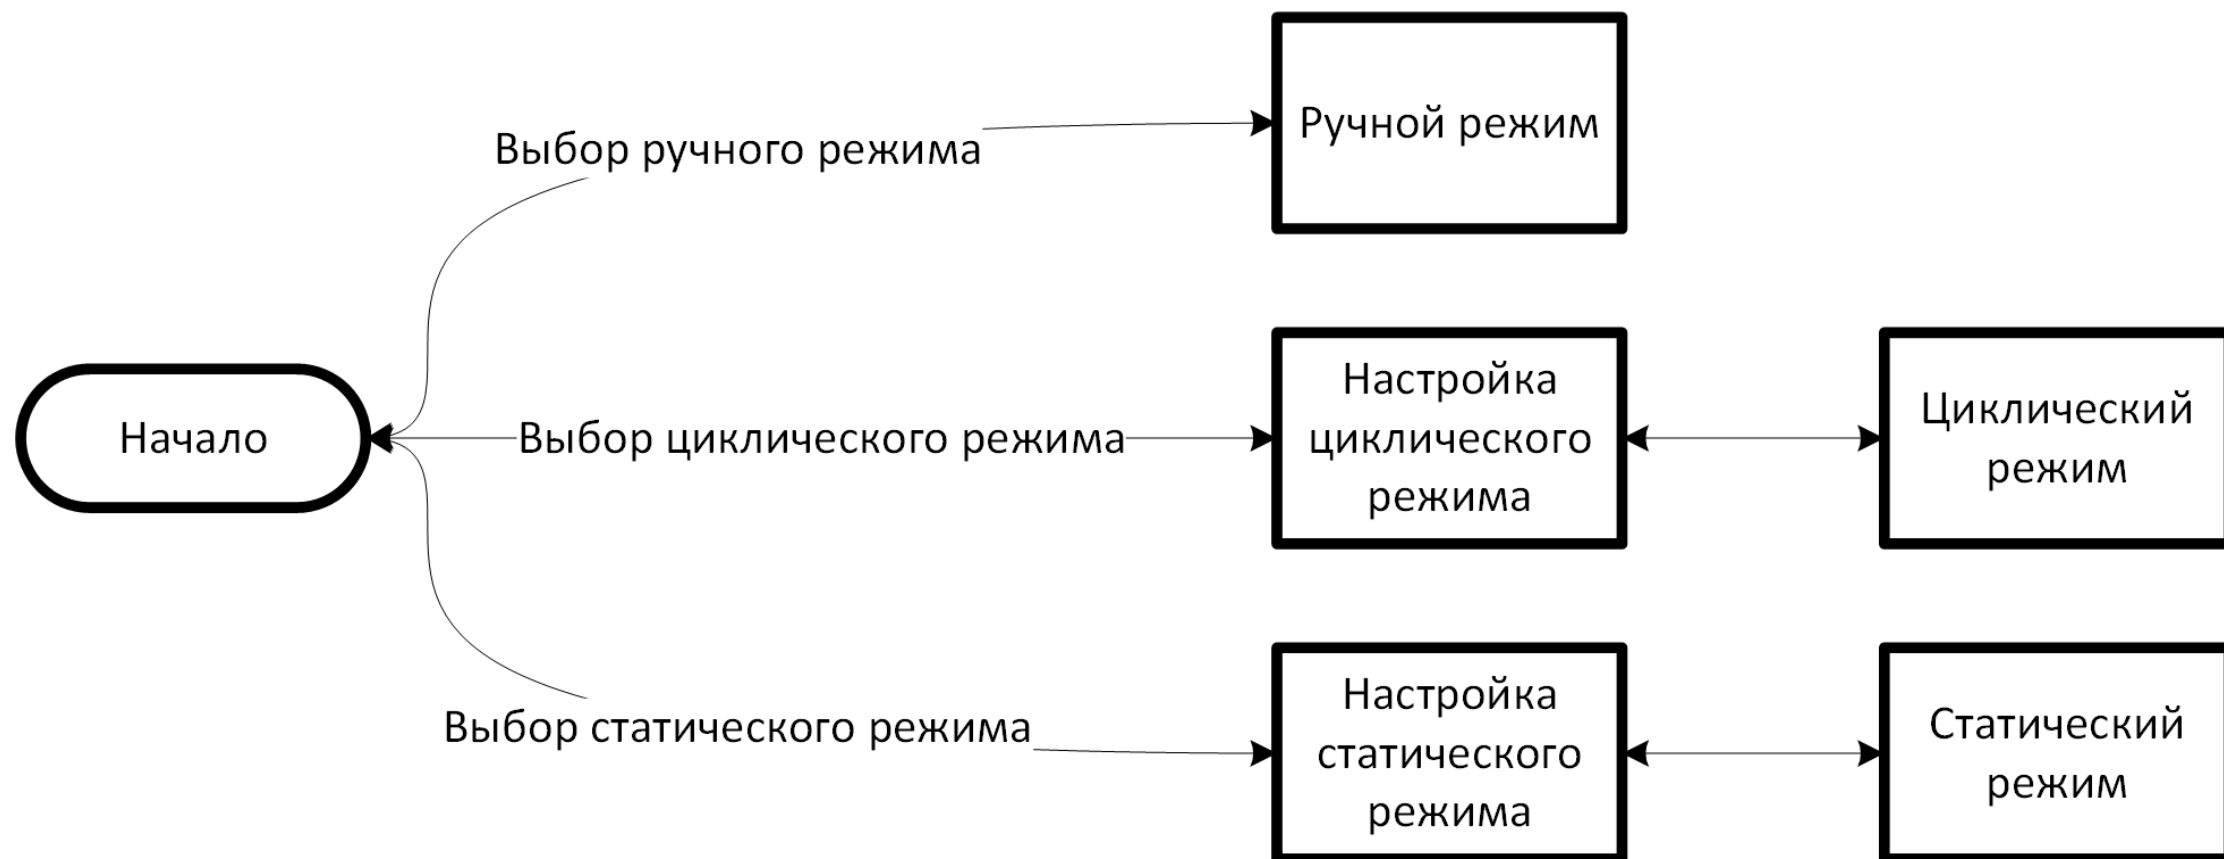 Выбор ручного режима
Ручной режим
Начало
Выбор циклического режима
Настройка
циклического
режима
Циклический
режим
Выбор статического режима
Настройка
статического
режима
Статический
режим